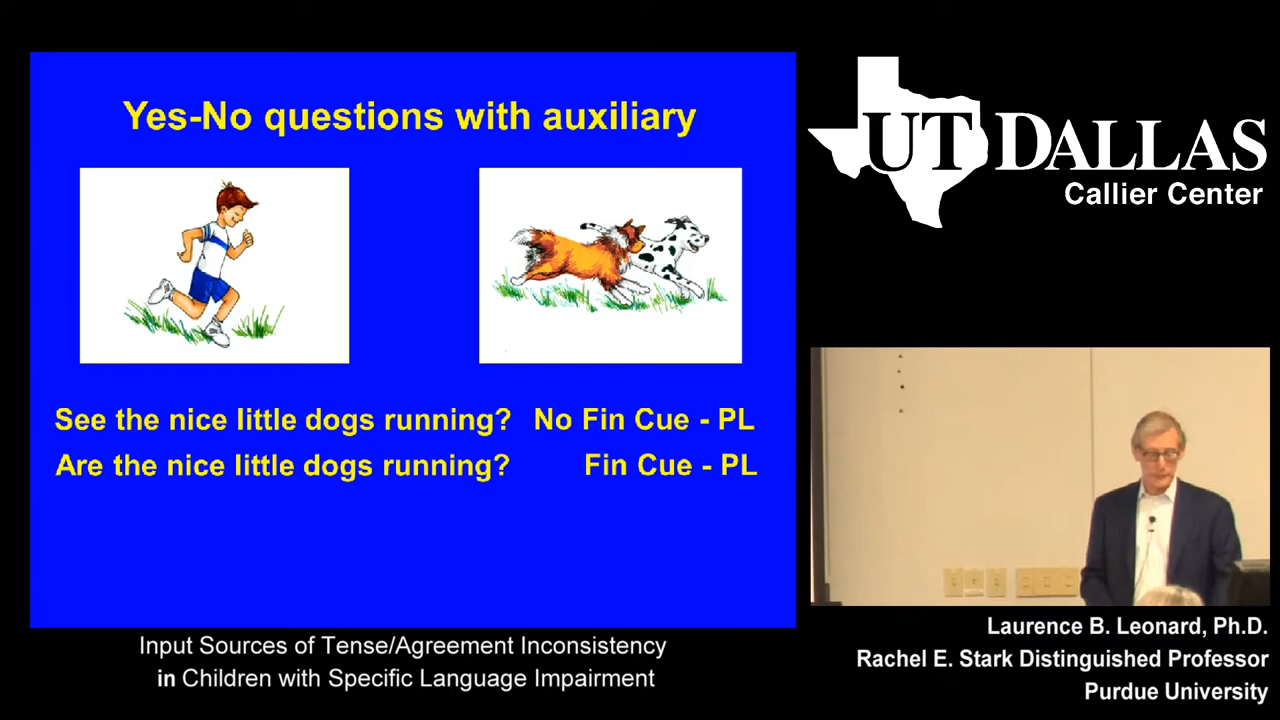 Yes-No questions with auxiliary
See the nice little dogs running? No Fin Cue - PL
Are the nice little dogs running? Fin Cue - PL
UT DALLAS
Callier Center
Input Sources of Tense/Agreement Inconsistency
in Children with Specific Language Impairment
Laurence B. Leonard, Ph.D.
Rachel E. Stark Distinguished Professor
Purdue University